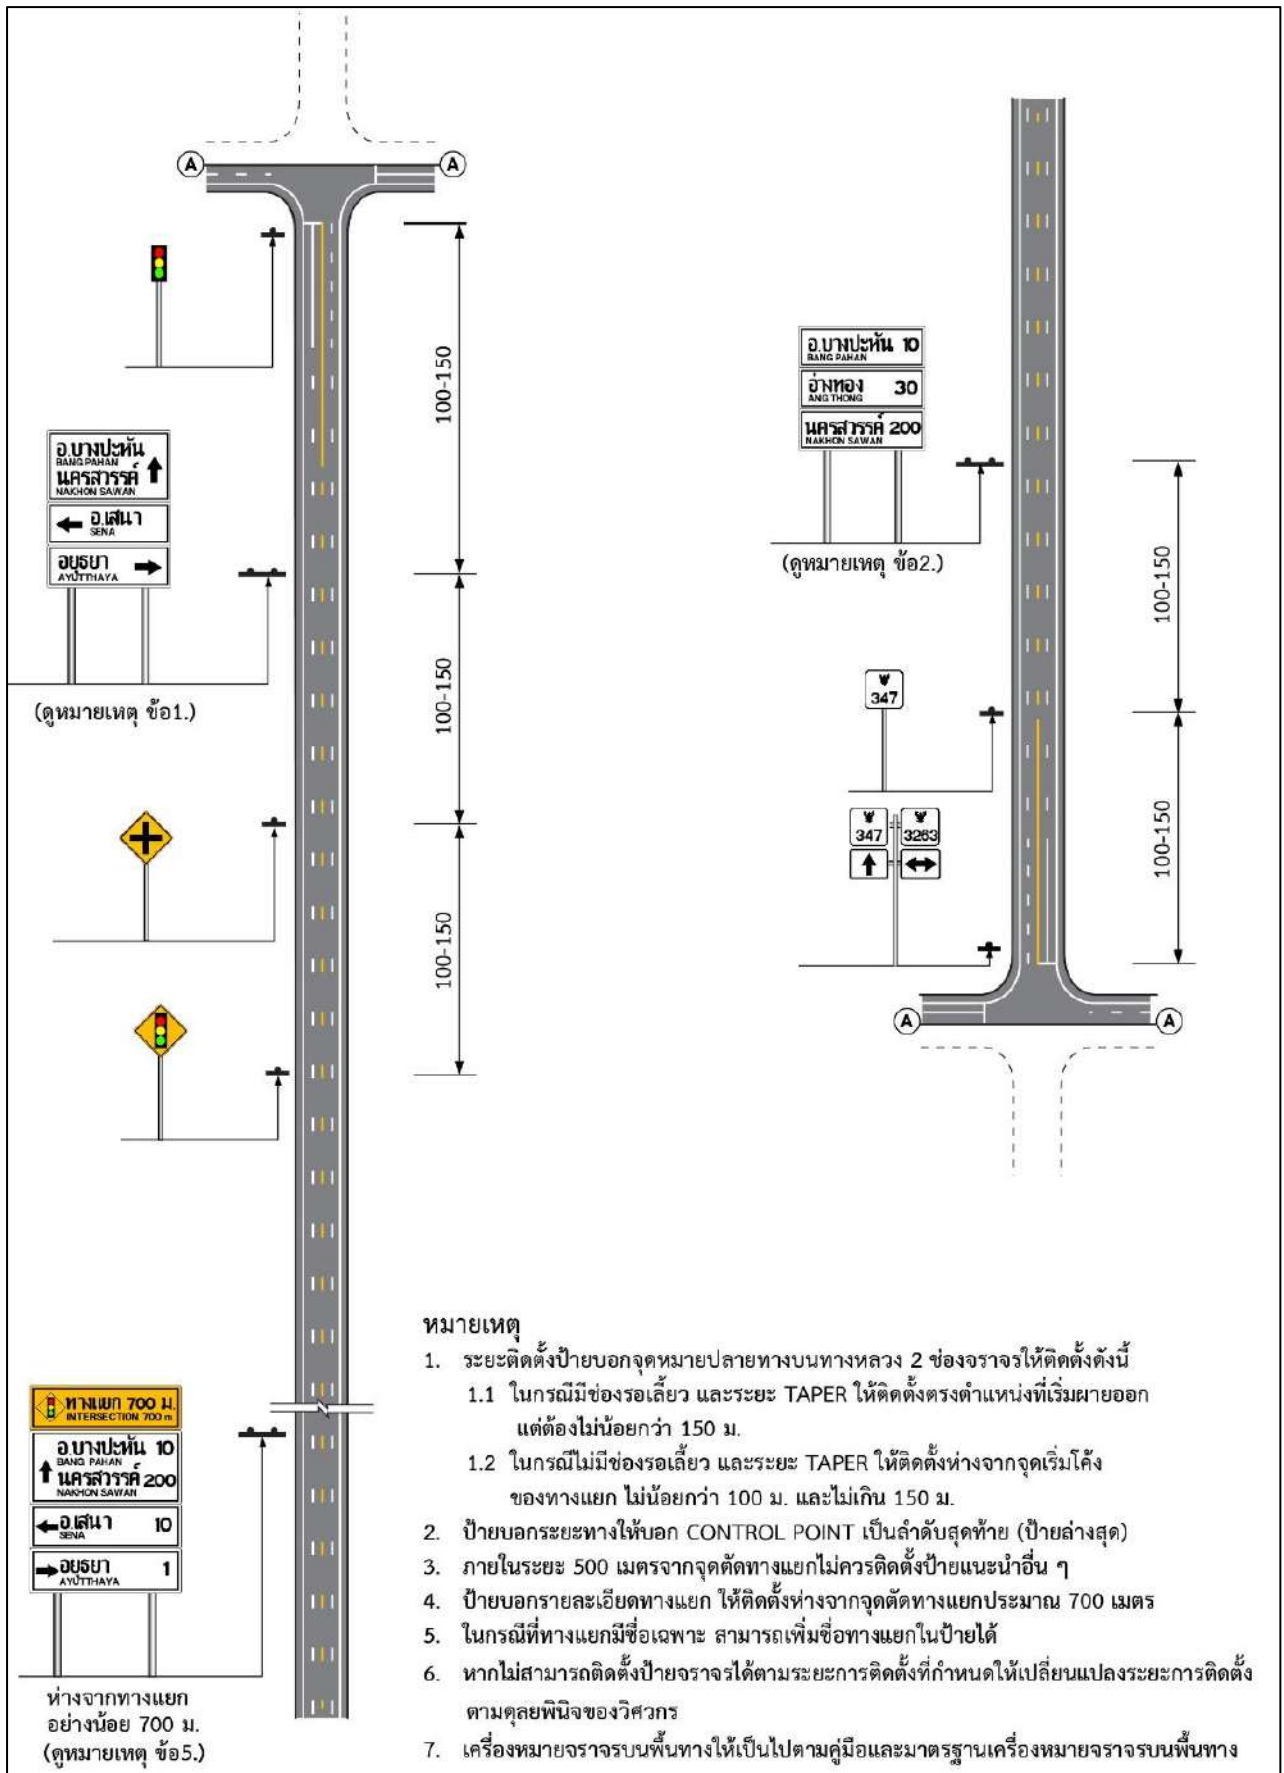 A
A
100-150
อ.บางปะหัน
BANG PAHAN
นครสวรรค์
NAKHON SAWAN
อ.เสนา
SENA
อยุธยา
AYUTTHAYA
(ดูหมายเหตุ ข้อ1.)
100-150
100-150
ทางแยก 700 ม.
INTERSECTION 700 m
อ.บางปะหัน 10
BANG PAHAN
นครสวรรค์ 200
NAKHON SAWAN
อ.เสนา 10
SENA
อยุธยา 1
AYUTTHAYA
ห่างจากทางแยก
อย่างน้อย 700 ม.
(ดูหมายเหตุ ข้อ5.)
อ.บางปะหัน 10
BANG PAHAN
อ่างทอง 30
ANG THONG
นครสวรรค์ 200
NAKHON SAWAN
(ดูหมายเหตุ ข้อ2.)
100-150
347
347 3263
100-150
A
A
หมายเหตุ
1. ระยะติดตั้งป้ายบอกจุดหมายปลายทางบนทางหลวง 2 ช่องจราจรให้ติดตั้งดังนี้
1.1 ในกรณีมีช่องรอเลี้ยว และระยะ TAPER ให้ติดตั้งตรงตำแหน่งที่เริ่มผายออก
แต่ต้องไม่น้อยกว่า 150 ม.
1.2 ในกรณีไม่มีช่องรอเลี้ยว และระยะ TAPER ให้ติดตั้งห่างจากจุดเริ่มโค้ง
ของทางแยก ไม่น้อยกว่า 100 ม. และไม่เกิน 150 ม.
2. ป้ายบอกระยะทางให้บอก CONTROL POINT เป็นลำดับสุดท้าย (ป้ายล่างสุด)
3. ภายในระยะ 500 เมตรจากจุดตัดทางแยกไม่ควรติดตั้งป้ายแนะนำอื่น ๆ
4. ป้ายบอกรายละเอียดทางแยก ให้ติดตั้งห่างจากจุดตัดทางแยกประมาณ 700 เมตร
5. ในกรณีที่ทางแยกมีชื่อเฉพาะ สามารถเพิ่มชื่อทางแยกในป้ายได้
6. หากไม่สามารถติดตั้งป้ายจราจรได้ตามระยะการติดตั้งที่กำหนดให้เปลี่ยนแปลงระยะการติดตั้ง
ตามดุลยพินิจของวิศวกร
7. เครื่องหมายจราจรบนพื้นทางให้เป็นไปตามคู่มือและมาตรฐานเครื่องหมายจราจรบนพื้นทาง